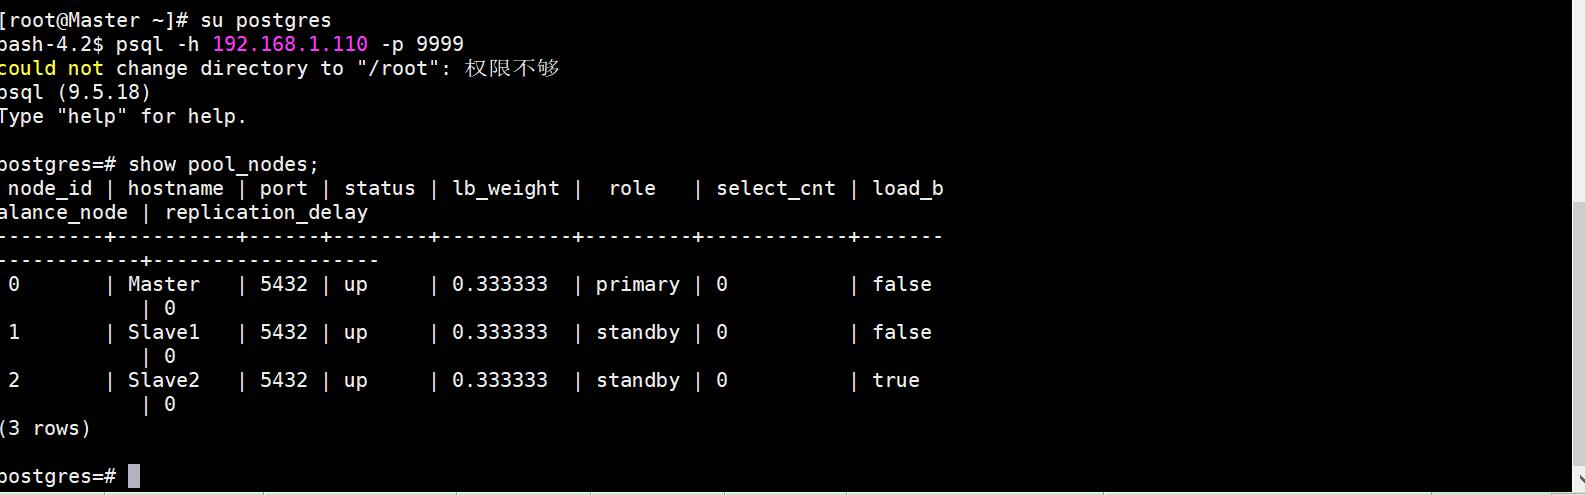 [root@Master ~]# su postgres
bash-4.2$ psql -h 192.168.1.110 -p 9999
could not change directory to "/root": 权限不够
psql (9.5.18)
Type "help" for help.
postgres=# show pool_nodes;
 node_id | hostname | port | status | lb_weight |  role   | select_cnt | load_b
alance_node | replication_delay
---------+----------+------+--------+-----------+---------+------------+-------
------------+-------------------
 0       | Master   | 5432 | up     | 0.333333  | primary | 0          | false
            | 0
 1       | Slave1   | 5432 | up     | 0.333333  | standby | 0          | false
            | 0
 2       | Slave2   | 5432 | up     | 0.333333  | standby | 0          | true
            | 0
(3 rows)
postgres=#